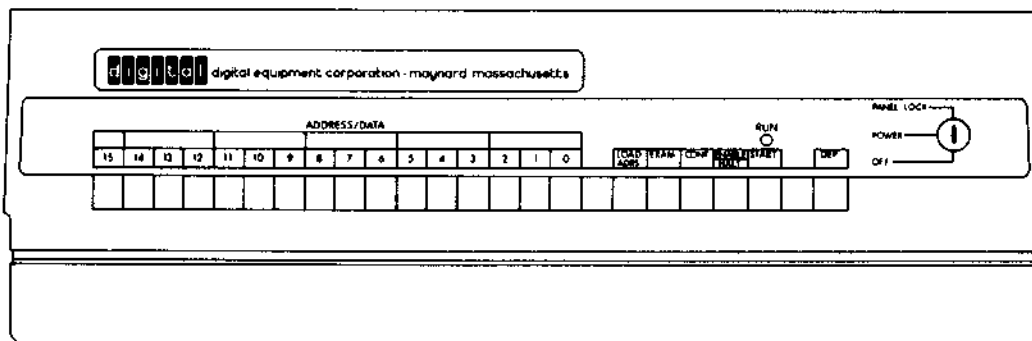 digital digital equipment corporation · maynard massachusetts
PANEL LOCK
ADDRESS/DATA
RUN
POWER
15 14 13 12 11 10 9 8 7 6 5 4 3 2 1 0
LOAD ADRS EXAM CONT ENABLE/HALT START DEP
OFF